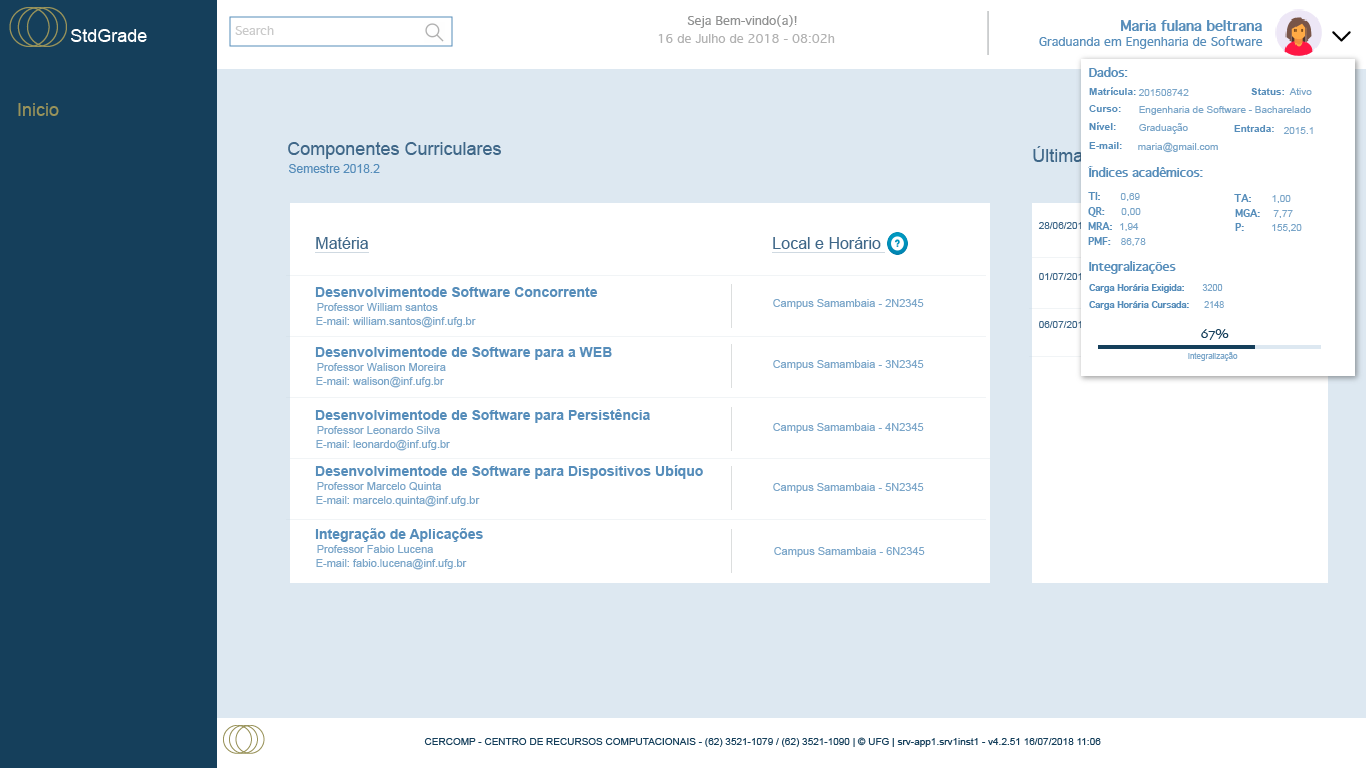 StdGrade
Inicio
Search
Seja Bem-vindo(a)!
16 de Julho de 2018 - 08:02h
Maria fulana beltrana
Graduanda em Engenharia de Software
Dados:
Matrícula: 201508742 Status: Ativo
Curso: Engenharia de Software - Bacharelado
Nível: Graduação Entrada: 2015.1
E-mail: maria@gmail.com
Índices acadêmicos:
TI: 0,69 TA: 1,00
QR: 0,00 MGA: 7,77
MRA: 1,94 P: 155,20
PMF: 86,78
Integralizações
Carga Horária Exigida: 3200
Carga Horária Cursada: 2148
67%
Integralização
Componentes Curriculares
Semestre 2018.2
Matéria Local e Horário ?
Desenvolvimentode Software Concorrente
Professor William santos
E-mail: william.santos@inf.ufg.br
Campus Samambaia - 2N2345
Desenvolvimentode de Software para a WEB
Professor Walison Moreira
E-mail: walison@inf.ufg.br
Campus Samambaia - 3N2345
Desenvolvimentode de Software para Persistência
Professor Leonardo Silva
E-mail: leonardo@inf.ufg.br
Campus Samambaia - 4N2345
Desenvolvimentode de Software para Dispositivos Ubíquo
Professor Marcelo Quinta
E-mail: marcelo.quinta@inf.ufg.br
Campus Samambaia - 5N2345
Integração de Aplicações
Professor Fabio Lucena
E-mail: fabio.lucena@inf.ufg.br
Campus Samambaia - 6N2345
Última
28/06/201
01/07/201
06/07/201
CERCOMP - CENTRO DE RECURSOS COMPUTACIONAIS - (62) 3521-1079 / (62) 3521-1090 | © UFG | srv-app1.srv1inst1 - v4.2.51 16/07/2018 11:06